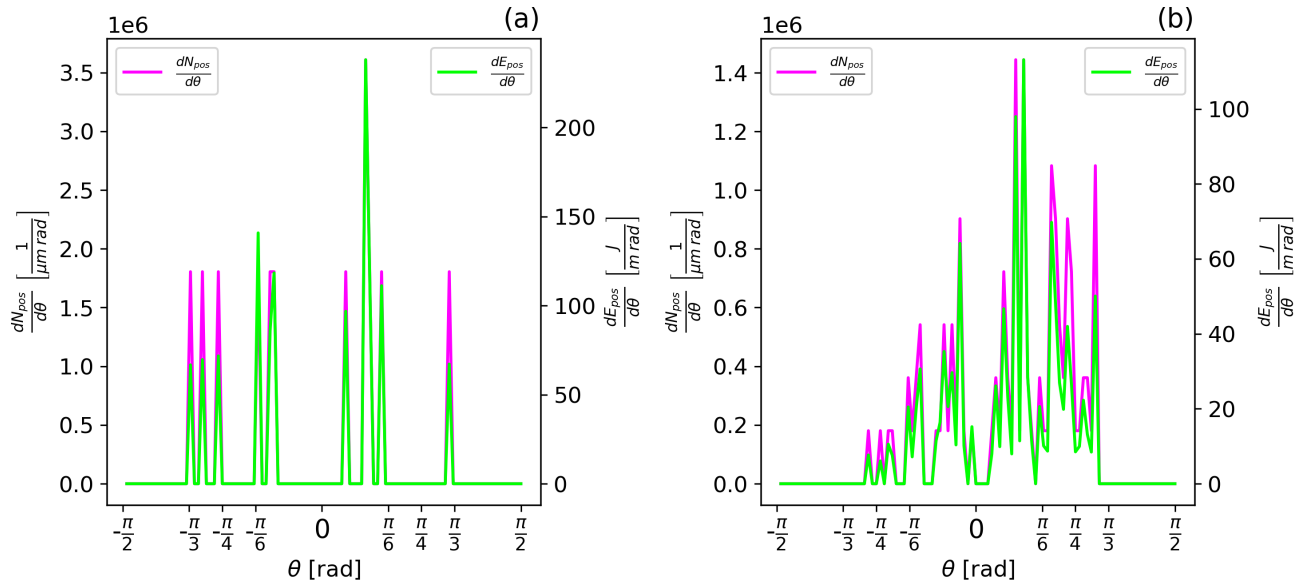 (a)
1e6
dN_pos/dθ
dE_pos/dθ
3.5
3.0
2.5
2.0
1.5
1.0
0.5
0.0
200
150
100
50
0
dN_pos/dθ [1/μm rad]
dE_pos/dθ [J/m rad]
-π/2 -π/3 -π/4 -π/6 0 π/6 π/4 π/3 π/2
θ [rad]
(b)
1e6
dN_pos/dθ
dE_pos/dθ
1.4
1.2
1.0
0.8
0.6
0.4
0.2
0.0
100
80
60
40
20
0
dN_pos/dθ [1/μm rad]
dE_pos/dθ [J/m rad]
-π/2 -π/3 -π/4 -π/6 0 π/6 π/4 π/3 π/2
θ [rad]